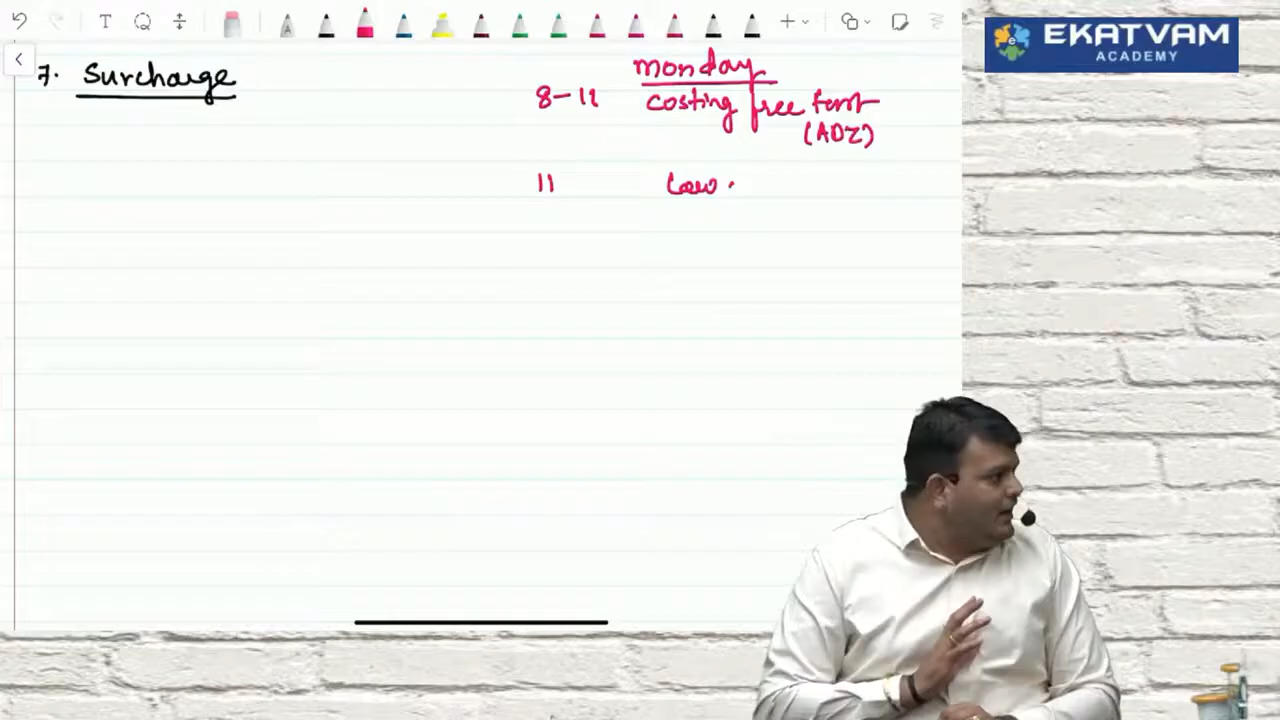 7. Surcharge
monday
8-11 costing free test
(ADZ)
11 Law.
EKATVAM
ACADEMY